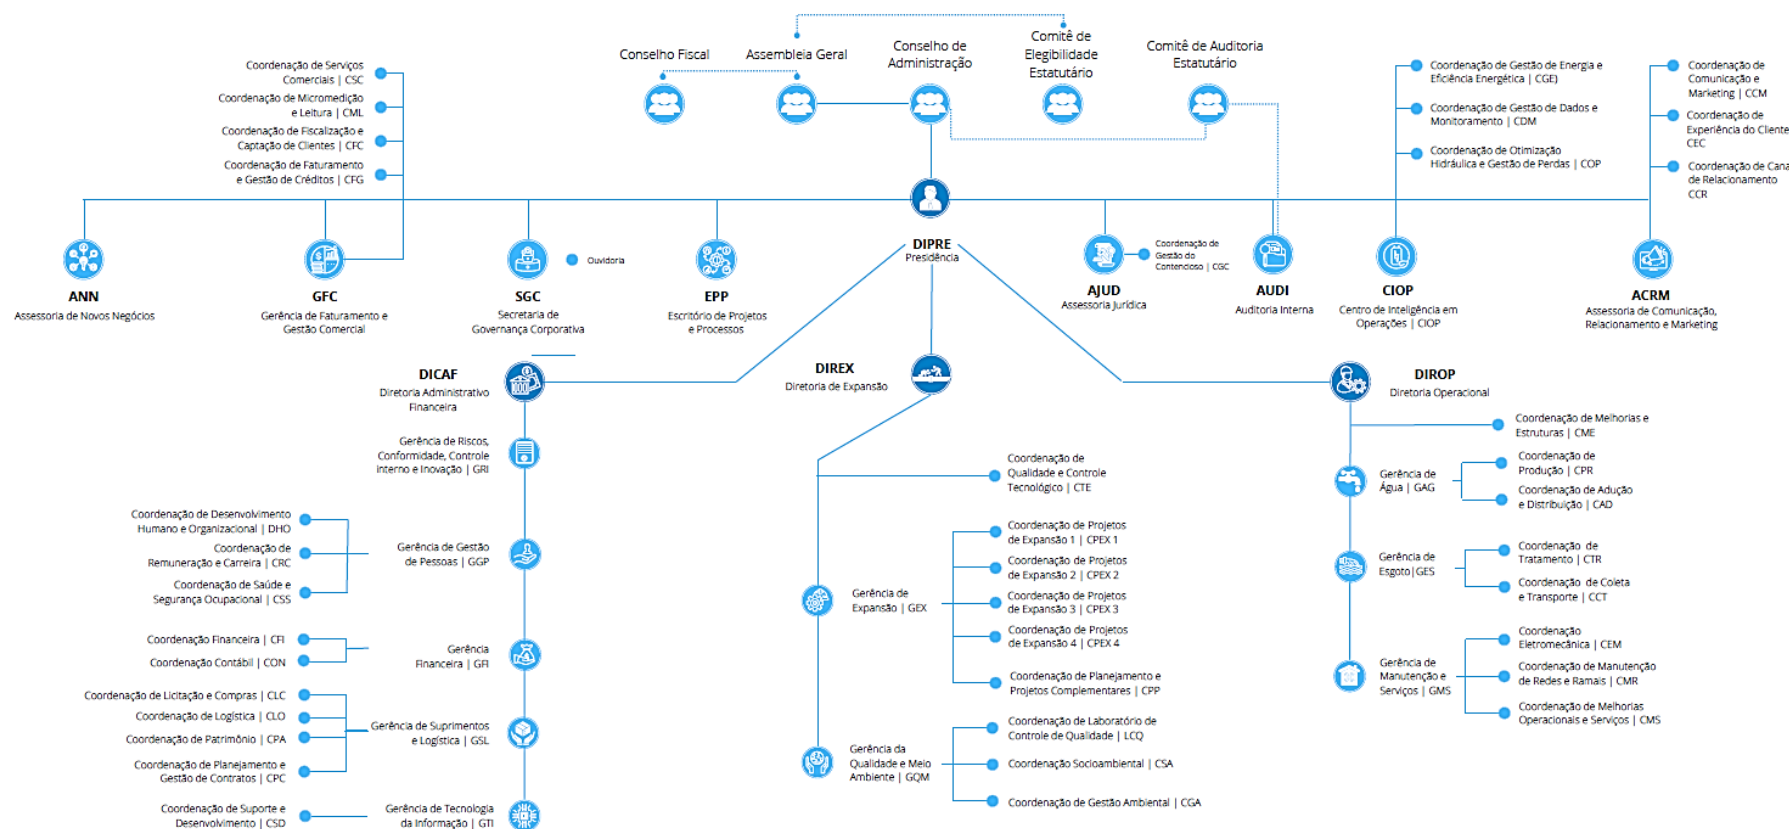 Conselho Fiscal
Assembleia Geral
Conselho de
Administração
Comitê de
Elegibilidade
Estatutário
Comitê de Auditoria
Estatutário
Coordenação de Serviços
Comerciais | CSC
Coordenação de Micromedição
e Leitura | CML
Coordenação de Fiscalização e
Captação de Clientes | CFC
Coordenação de Faturamento
e Gestão de Créditos | CFG
Coordenação de Gestão de Energia e
Eficiência Energética | CGE)
Coordenação de Gestão de Dados e
Monitoramento | CDM
Coordenação de Otimização
Hidráulica e Gestão de Perdas | COP
Coordenação de
Comunicação e
Marketing | CCM
Coordenação de
Experiência do Cliente
CEC
Coordenação de Cana
de Relacionamento
CCR
ANN
Assessoria de Novos Negócios
GFC
Gerência de Faturamento e
Gestão Comercial
SGC
Secretaria de
Governança Corporativa
Ouvidoria
EPP
Escritório de Projetos
e Processos
DIPRE
Presidência
AJUD
Assessoria Jurídica
Coordenação de
Gestão do
Contencioso | CGC
AUDI
Auditoria Interna
CIOP
Centro de Inteligência em
Operações | CIOP
ACRM
Assessoria de Comunicação,
Relacionamento e Marketing
DICAF
Diretoria Administrativo
Financeira
Gerência de Riscos,
Conformidade, Controle
interno e Inovação | GRI
Coordenação de Desenvolvimento
Humano e Organizacional | DHO
Coordenação de
Remuneração e Carreira | CRC
Coordenação de Saúde e
Segurança Ocupacional | CSS
Gerência de Gestão
de Pessoas | GGP
Coordenação Financeira | CFI
Coordenação Contábil | CON
Gerência
Financeira | GFI
Coordenação de Licitação e Compras | CLC
Coordenação de Logística | CLO
Coordenação de Patrimônio | CPA
Coordenação de Planejamento e
Gestão de Contratos | CPC
Gerência de Suprimentos
e Logística | GSL
Coordenação de Suporte e
Desenvolvimento | CSD
Gerência de Tecnologia
da Informação | GTI
DIREX
Diretoria de Expansão
Coordenação de
Qualidade e Controle
Tecnológico | CTE
Gerência de
Expansão | GEX
Coordenação de Projetos
de Expansão 1 | CPEX 1
Coordenação de Projetos
de Expansão 2 | CPEX 2
Coordenação de Projetos
de Expansão 3 | CPEX 3
Coordenação de Projetos
de Expansão 4 | CPEX 4
Coordenação de Planejamento e
Projetos Complementares | CPP
Gerência da
Qualidade e Meio
Ambiente | GQM
Coordenação de Laboratório de
Controle de Qualidade | LCQ
Coordenação Socioambiental | CSA
Coordenação de Gestão Ambiental | CGA
DIROP
Diretoria Operacional
Coordenação de Melhorias e
Estruturas | CME
Gerência de
Água | GAG
Coordenação de
Produção | CPR
Coordenação de Adução
e Distribuição | CAD
Gerência de
Esgoto|GES
Coordenação de
Tratamento | CTR
Coordenação de Coleta
e Transporte | CCT
Gerência de
Manutenção e
Serviços | GMS
Coordenação
Eletromecânica | CEM
Coordenação de Manutenção
de Redes e Ramais | CMR
Coordenação de Melhorias
Operacionais e Serviços | CMS